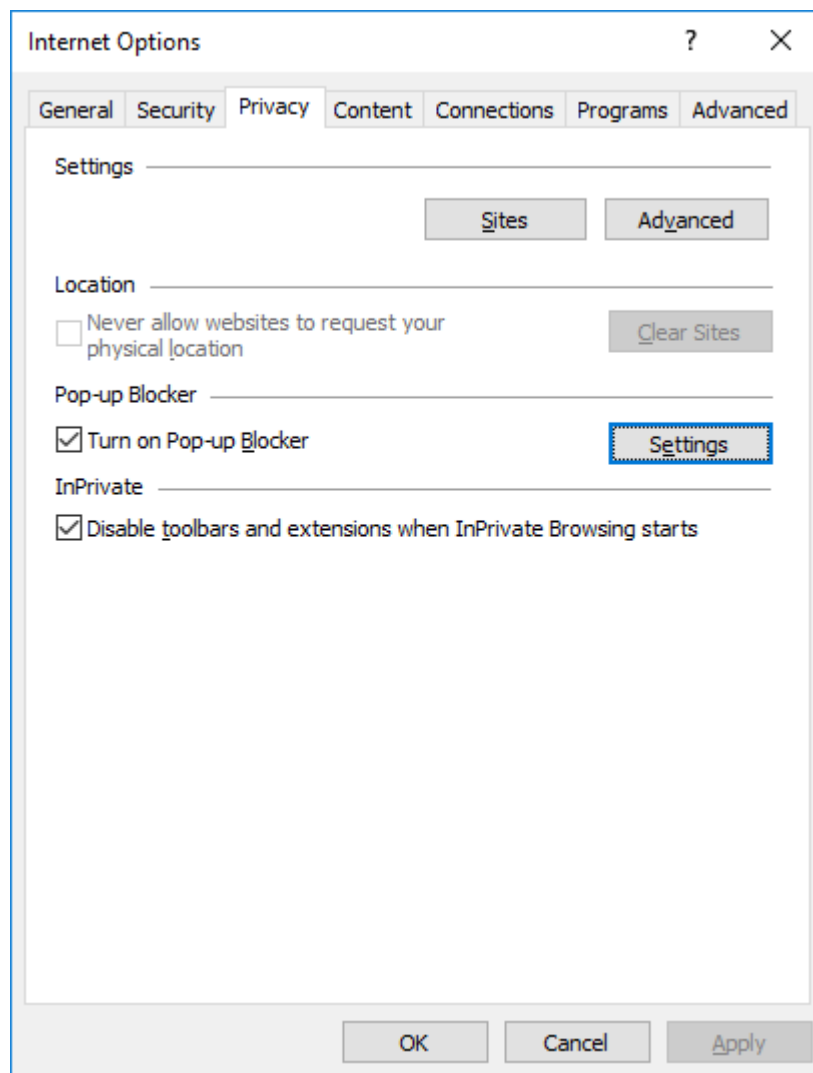 Internet Options ?
General Security Privacy Content Connections Programs Advanced
Settings
Sites Advanced
Location
Never allow websites to request your
physical location
Clear Sites
Pop-up Blocker
Turn on Pop-up Blocker
Settings
InPrivate
Disable toolbars and extensions when InPrivate Browsing starts
OK Cancel Apply